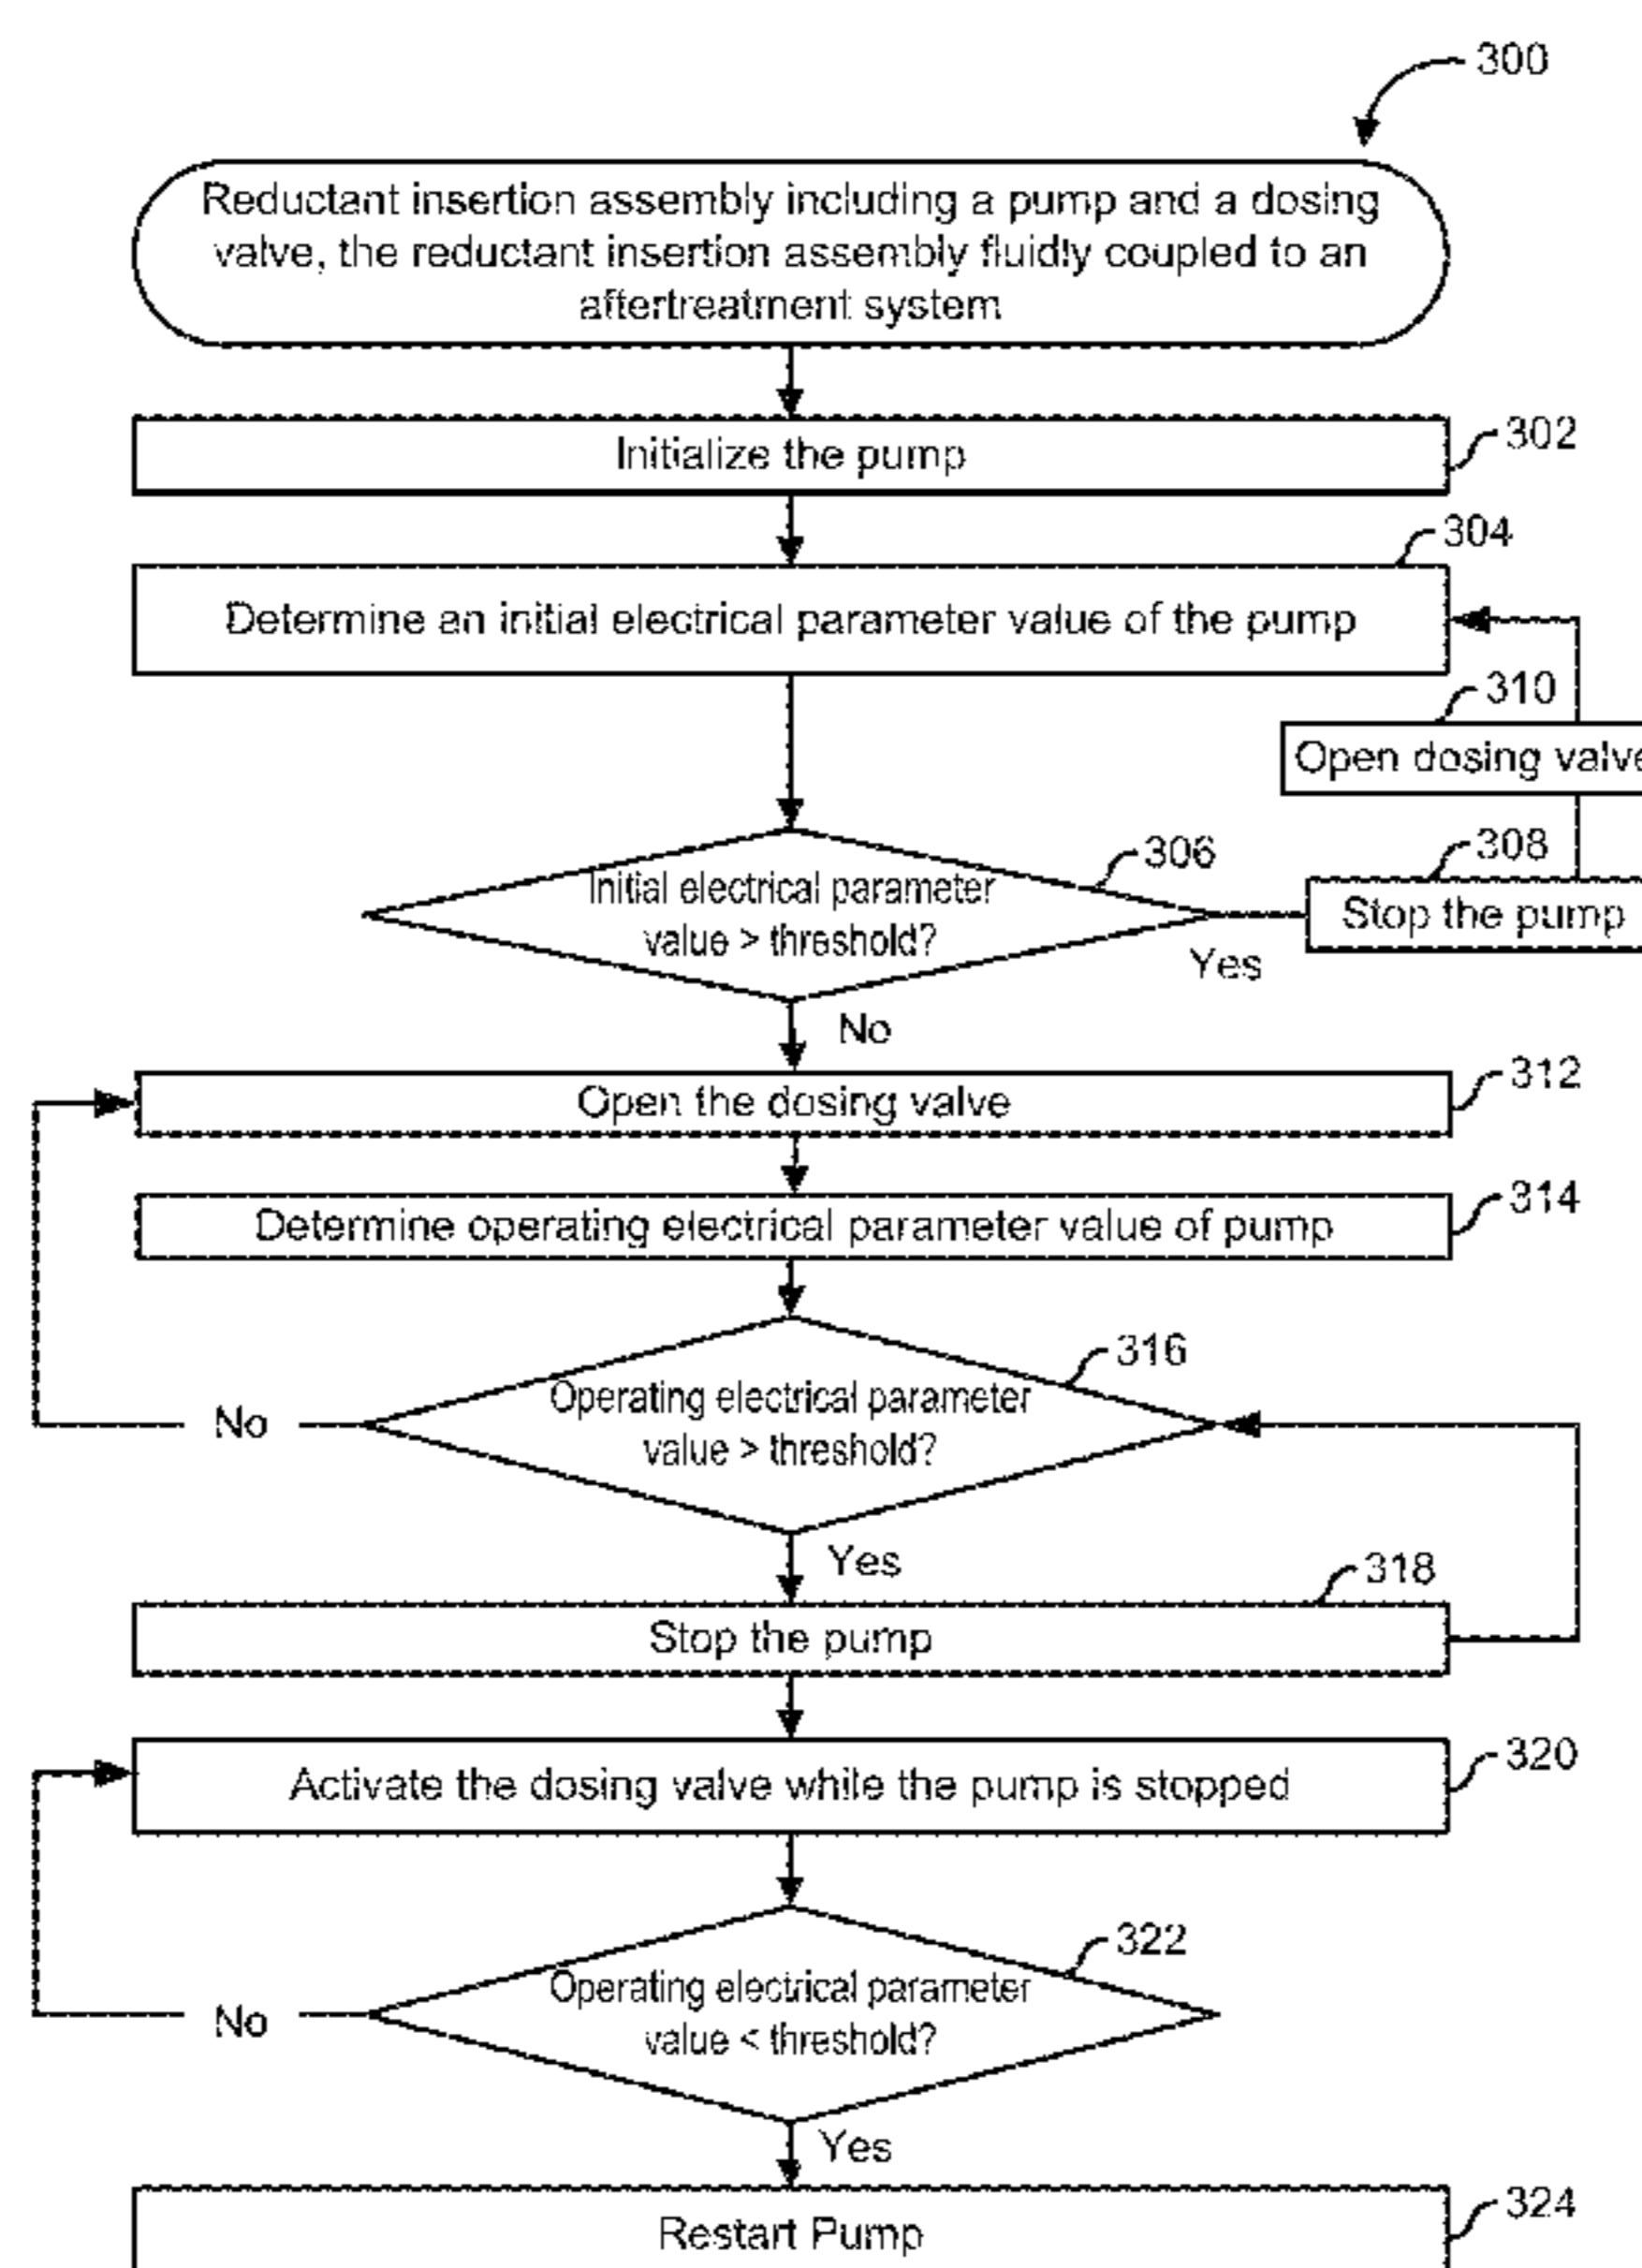 300
Reductant insertion assembly including a pump and a dosing
valve, the reductant insertion assembly fluidly coupled to an
aftertreatment system
302
Initialize the pump
304
Determine an initial electrical parameter value of the pump
310
Open dosing valve
306
Initial electrical parameter
value > threshold?
308
Stop the pump
Yes
No
312
Open the dosing valve
314
Determine operating electrical parameter value of pump
316
Operating electrical parameter
value > threshold?
No
Yes
318
Stop the pump
320
Activate the dosing valve while the pump is stopped
322
Operating electrical parameter
value < threshold?
No
Yes
324
Restart Pump